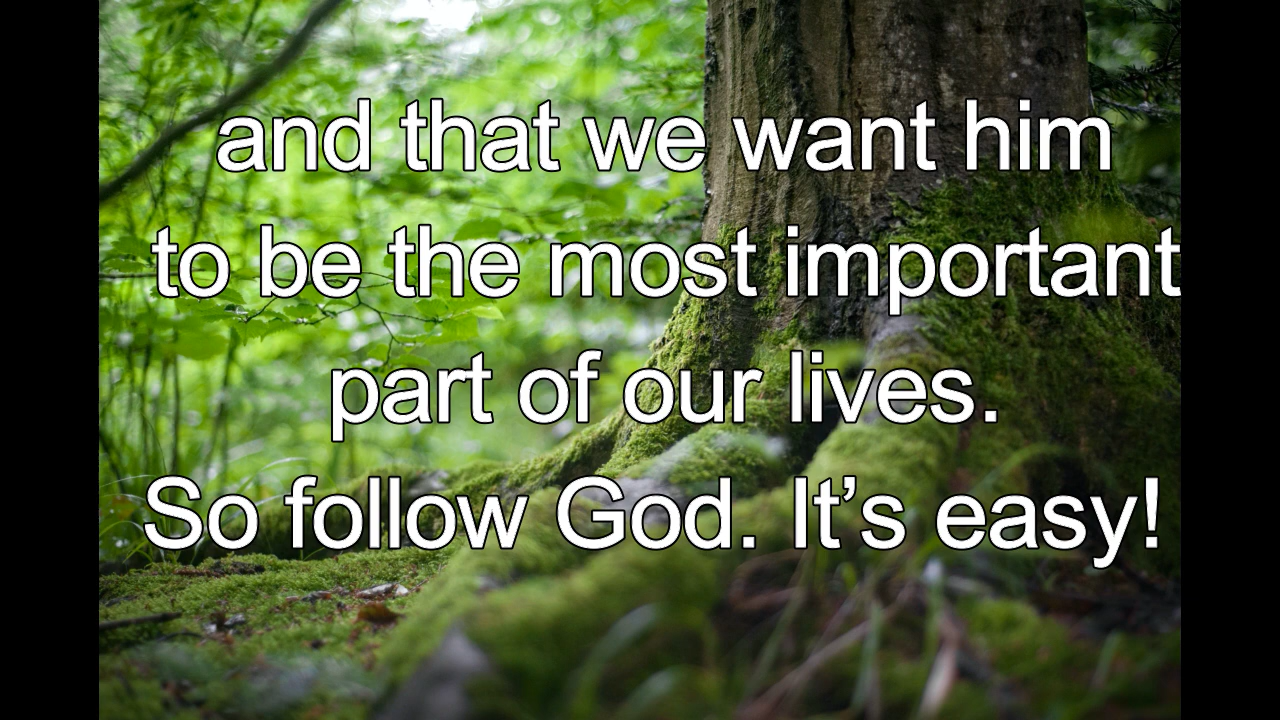 and that we want him
to be the most important
part of our lives.
So follow God. It’s easy!